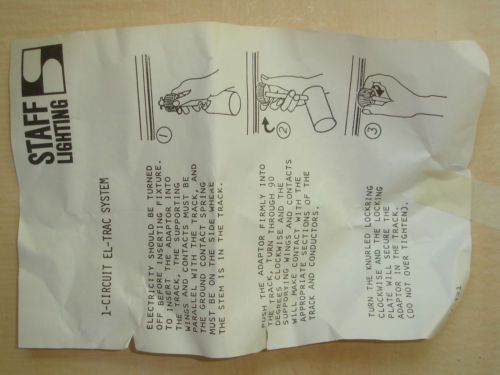 STAFF
LIGHTING
1-CIRCUIT EL-TRAC SYSTEM
ELECTRICITY SHOULD BE TURNED
OFF BEFORE INSERTING FIXTURE.
TO INSERT THE ADAPTOR INTO
THE TRACK, THE SUPPORTING
WINGS AND CONTACTS MUST BE
PARALLEL WITH THE TRACK AND
THE GROUND CONTACT SPRING
MUST BE ON THE SIDE WHERE
THE STEEL IS IN THE TRACK.
1
PUSH THE ADAPTOR FIRMLY INTO
THE TRACK, TURN THROUGH 90
DEGREES CLOCKWISE AND THE
SUPPORTING WINGS AND CONTACTS
WILL MAKE CONTACT WITH THE
APPROPRIATE SECTIONS OF THE
TRACK AND CONDUCTORS.
2
TURN THE KNURLED LOCKRING
CLOCKWISE AND THE LOCKING
PLATE WILL SECURE THE
ADAPTOR IN THE TRACK.
(DO NOT OVER TIGHTEN).
3